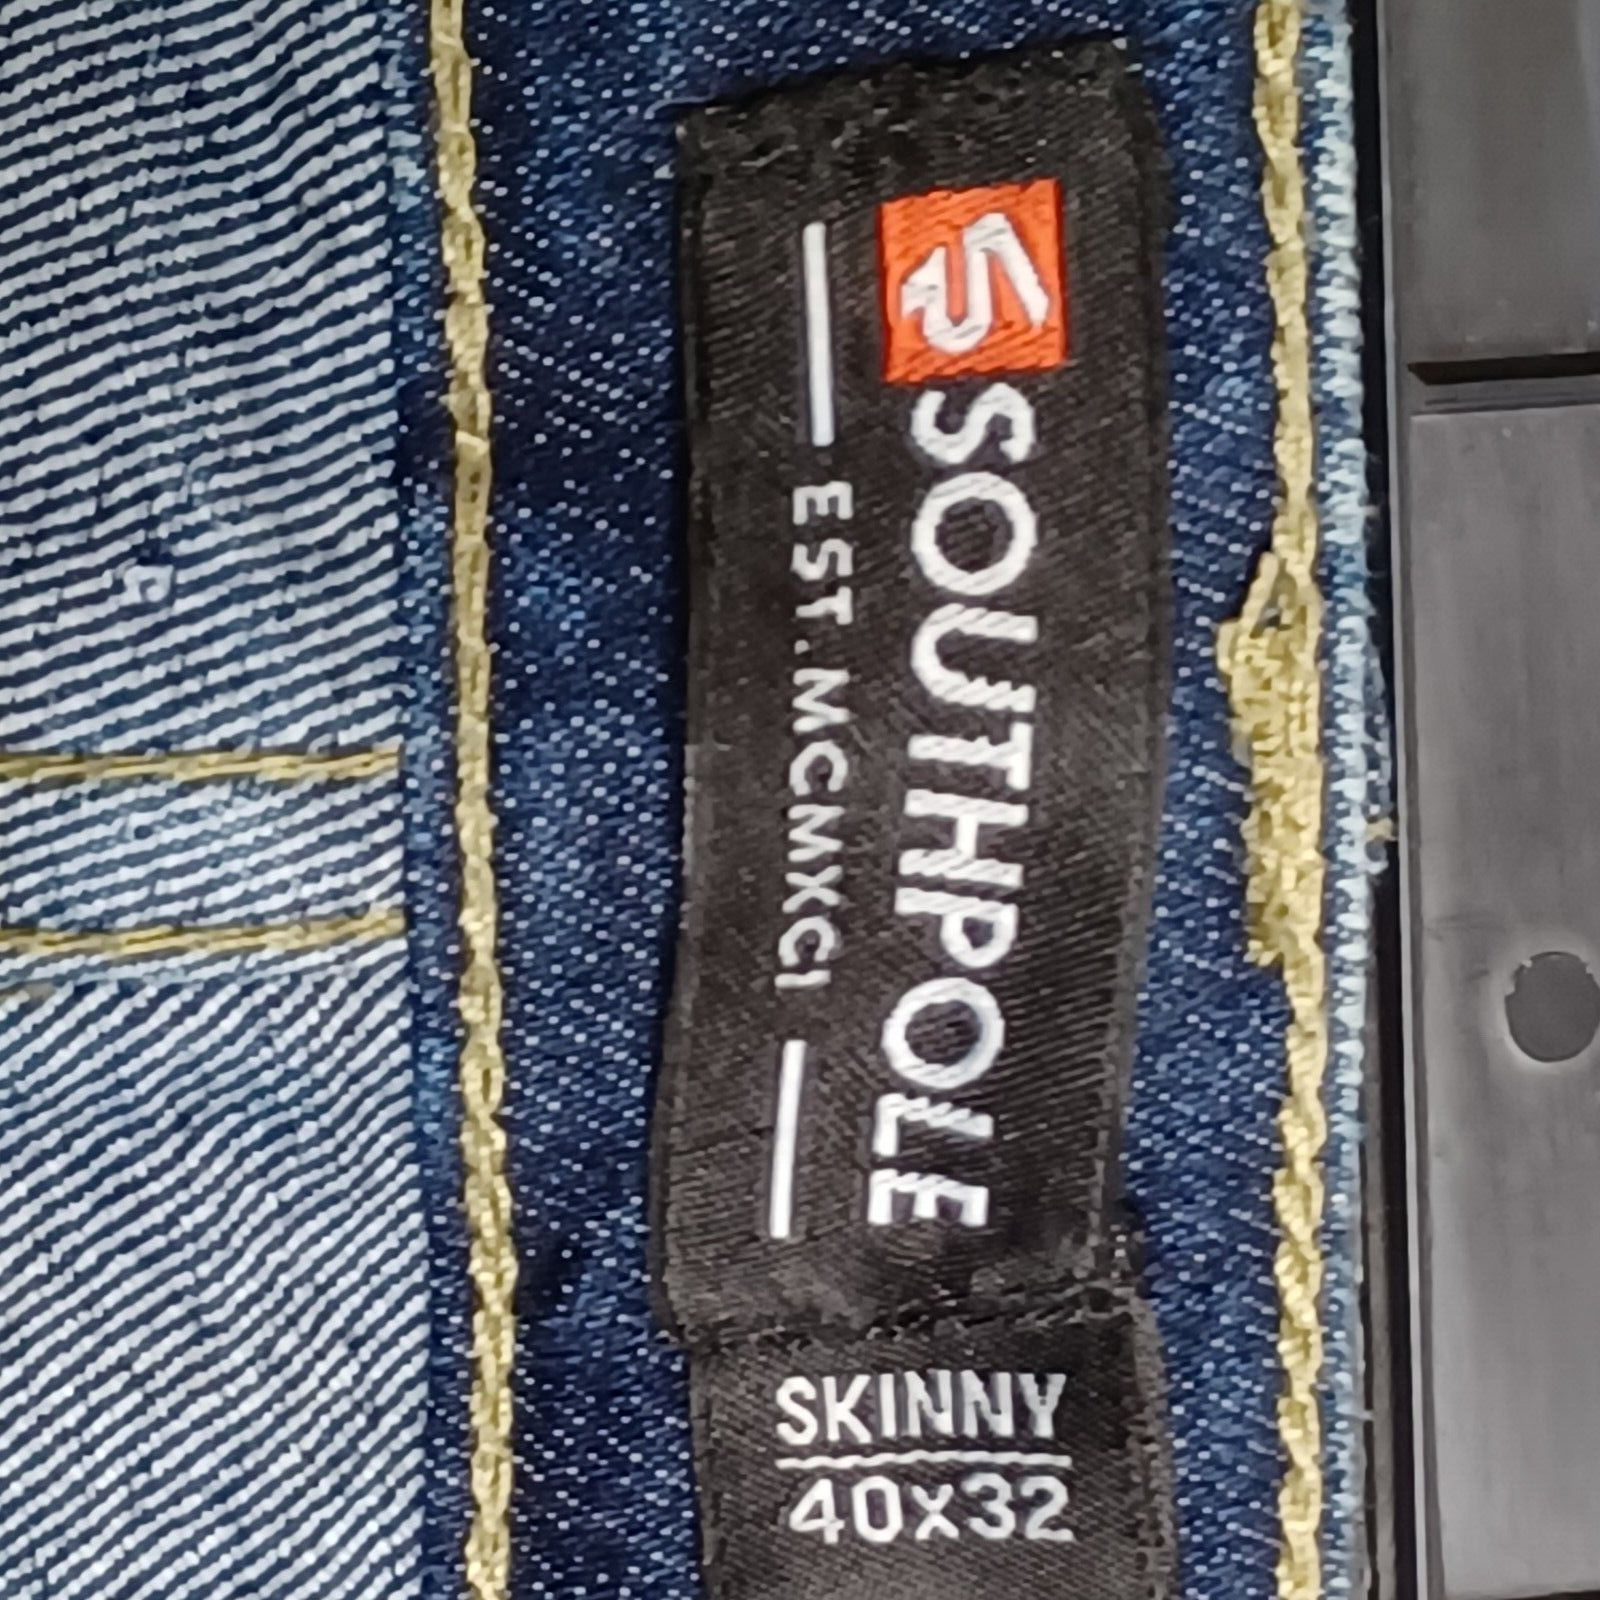 SOUTHPOLE
EST. MCMXCI
SKINNY
40x32